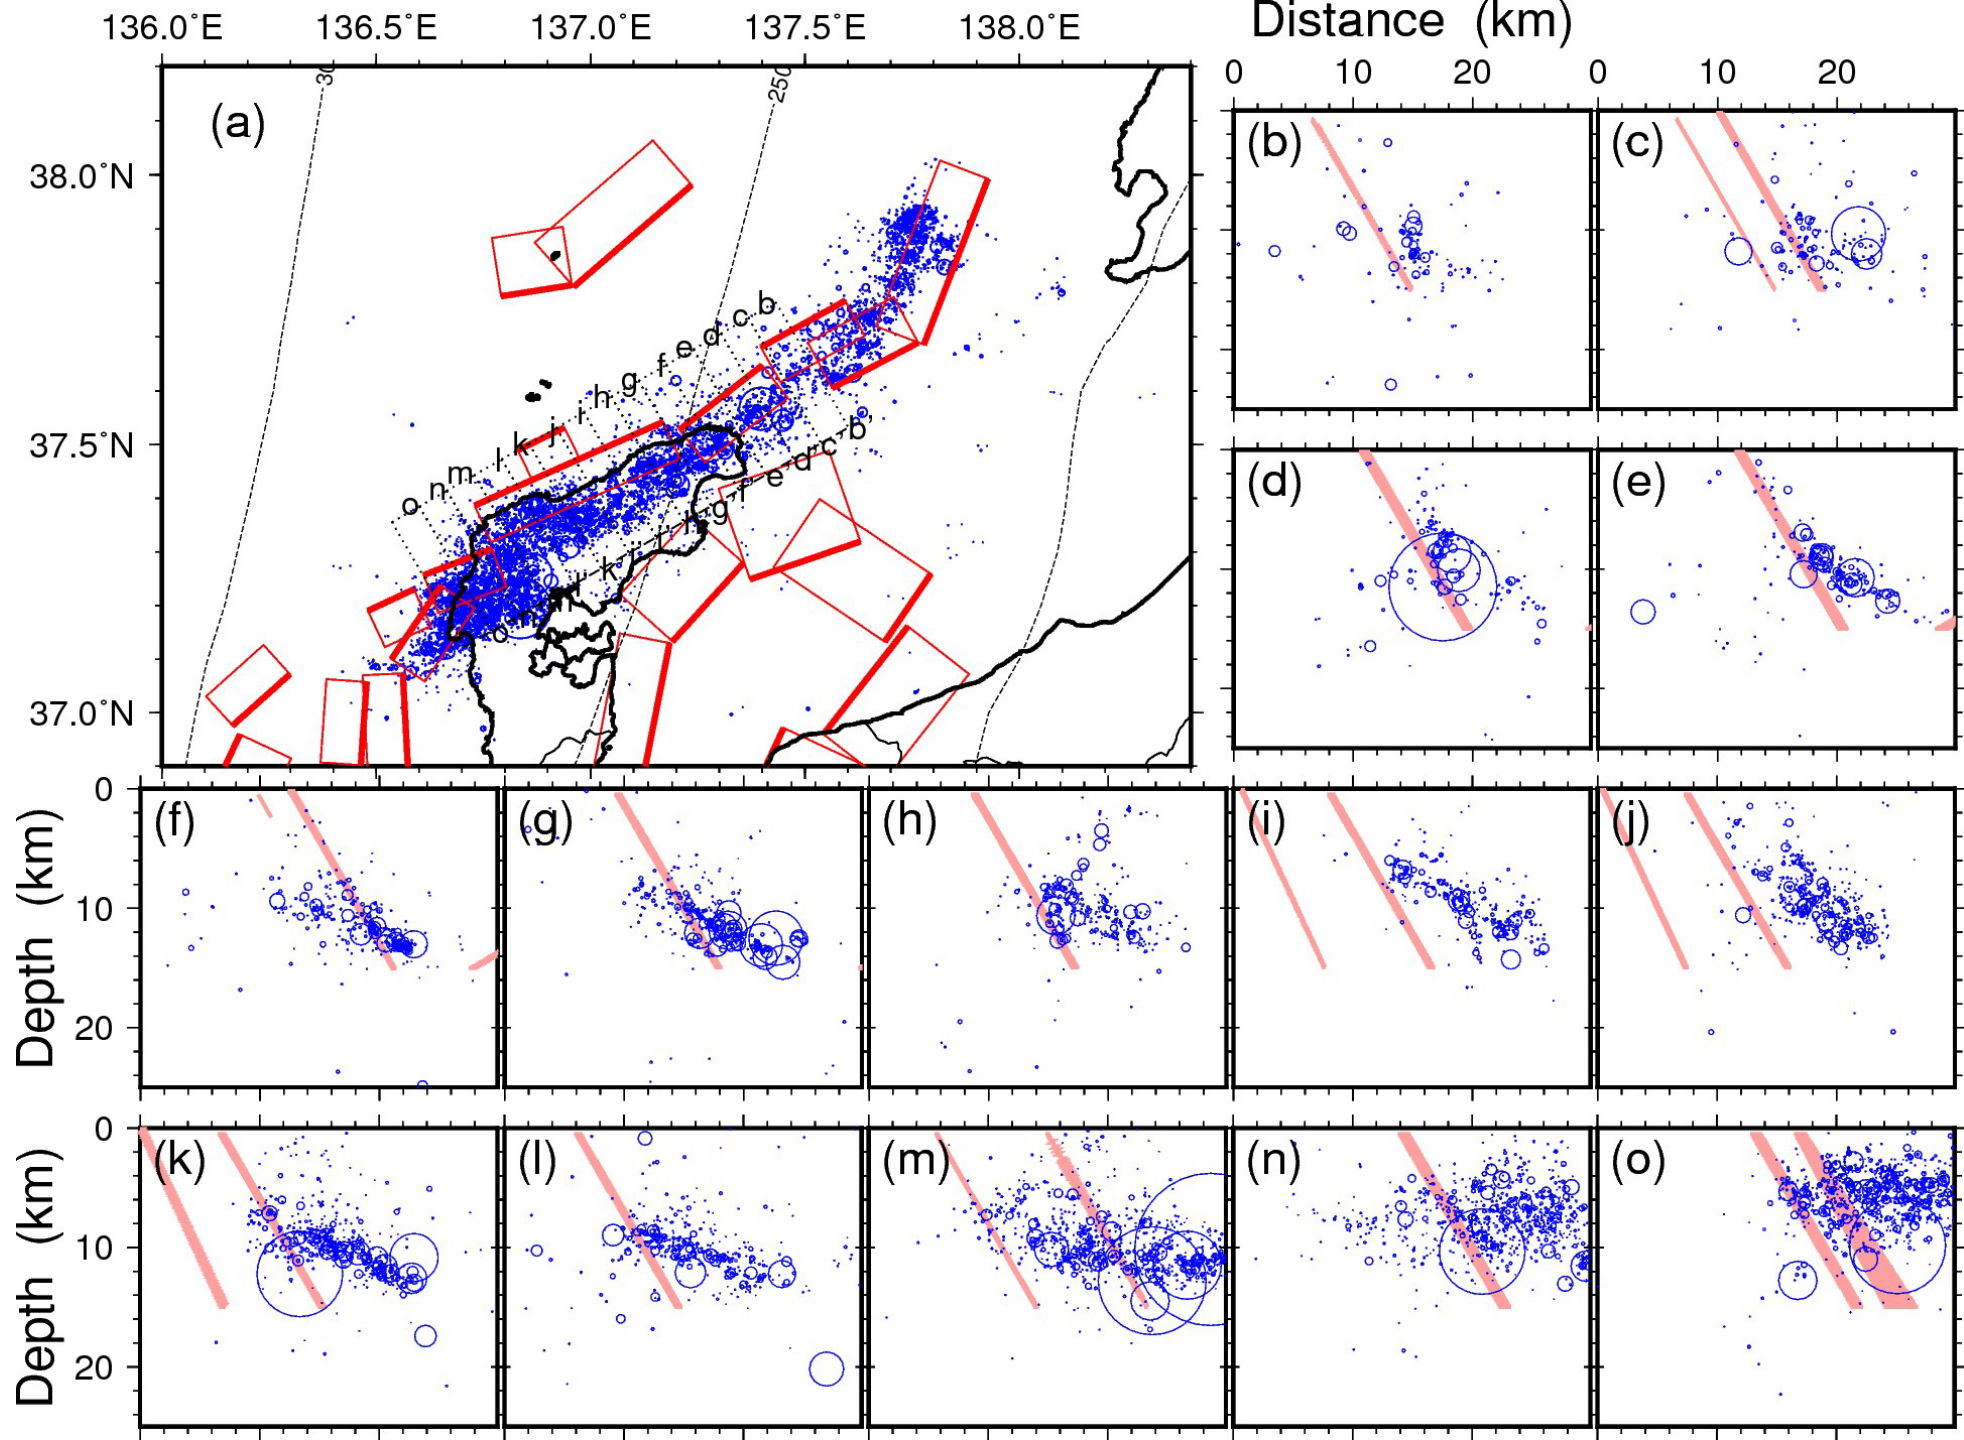 136.0˚E 136.5˚E 137.0˚E 137.5˚E 138.0˚E
Distance (km)
0 10 20 0 10 20
30
250
(a)
(b)
(c)
38.0˚N
37.5˚N
37.0˚N
b
c
d
e
f
g
h
i
j
k
l
m
n
o
b'
c'
d'
e'
f'
g'
h'
k'
(d)
(e)
0
10
20
Depth (km)
(f)
(g)
(h)
(i)
(j)
0
10
20
Depth (km)
(k)
(l)
(m)
(n)
(o)